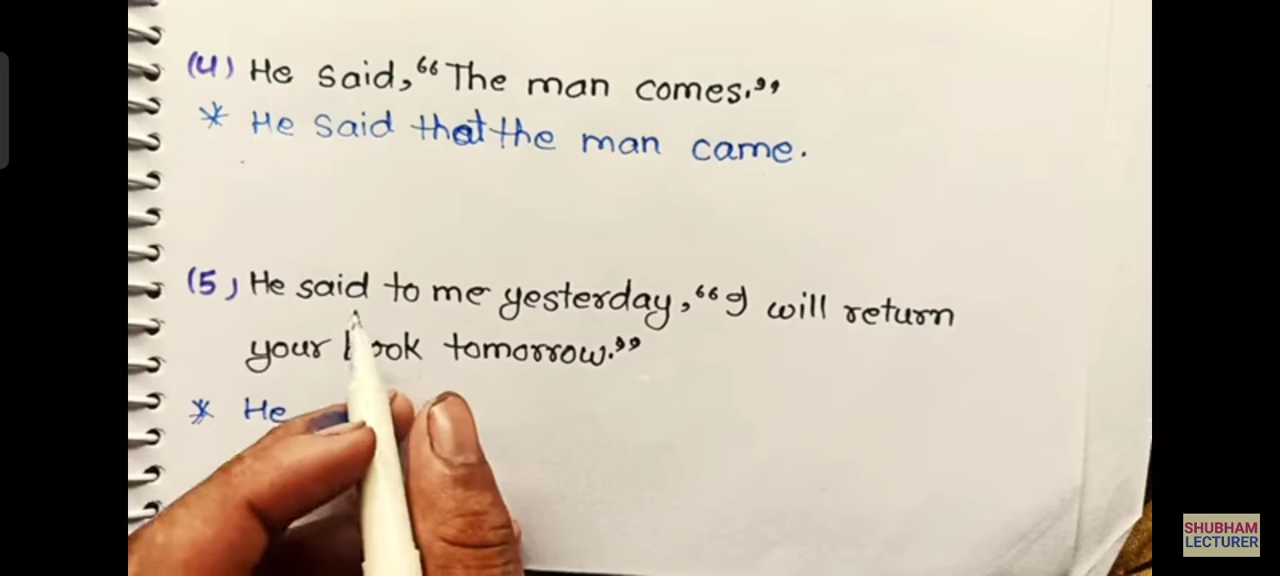 (4) He said, “The man comes.”
* He said that the man came.
(5) He said to me yesterday, “I will return
your book tomorrow.”
* He
SHUBHAM
LECTURER